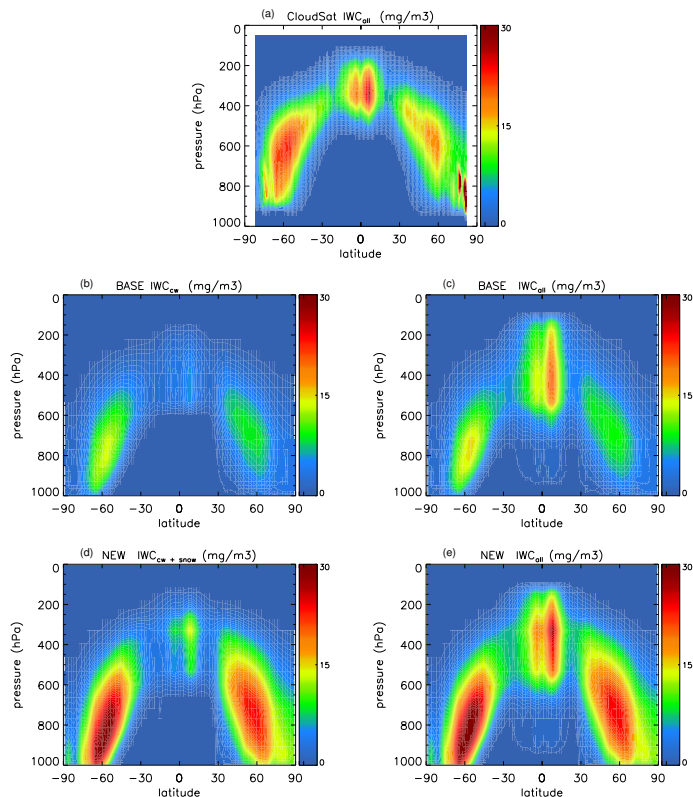 (a) CloudSat IWCall (mg/m3)
0
200
400
600
800
1000
pressure (hPa)
30
15
0
−90 −60 −30 0 30 60 90
latitude
(b) BASE IWCcw (mg/m3)
0
200
400
600
800
1000
pressure (hPa)
30
15
0
−90 −60 −30 0 30 60 90
latitude
(c) BASE IWCall (mg/m3)
0
200
400
600
800
1000
pressure (hPa)
30
15
0
−90 −60 −30 0 30 60 90
latitude
(d) NEW IWCcw + snow (mg/m3)
0
200
400
600
800
1000
pressure (hPa)
30
15
0
−90 −60 −30 0 30 60 90
latitude
(e) NEW IWCall (mg/m3)
0
200
400
600
800
1000
pressure (hPa)
30
15
0
−90 −60 −30 0 30 60 90
latitude